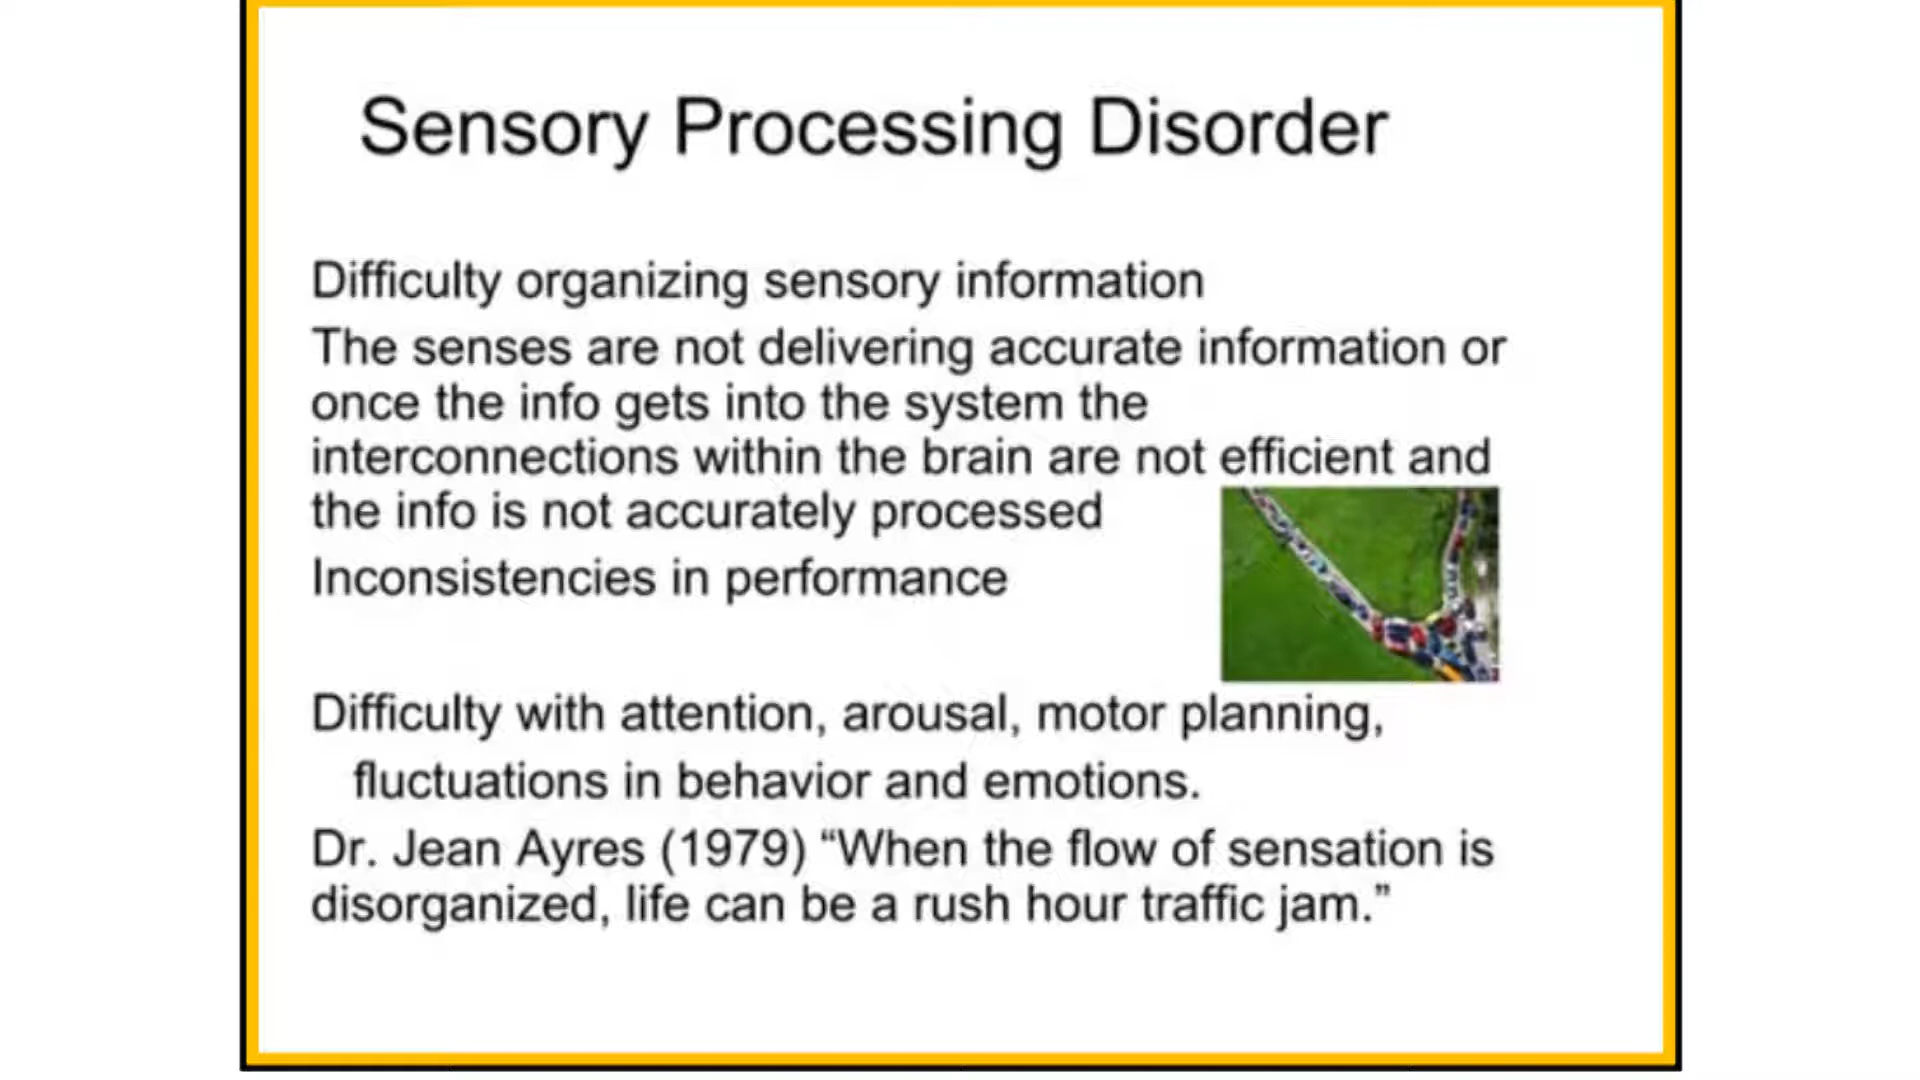 Sensory Processing Disorder
Difficulty organizing sensory information
The senses are not delivering accurate information or
once the info gets into the system the
interconnections within the brain are not efficient and
the info is not accurately processed
Inconsistencies in performance
Difficulty with attention, arousal, motor planning,
fluctuations in behavior and emotions.
Dr. Jean Ayres (1979) “When the flow of sensation is
disorganized, life can be a rush hour traffic jam.”